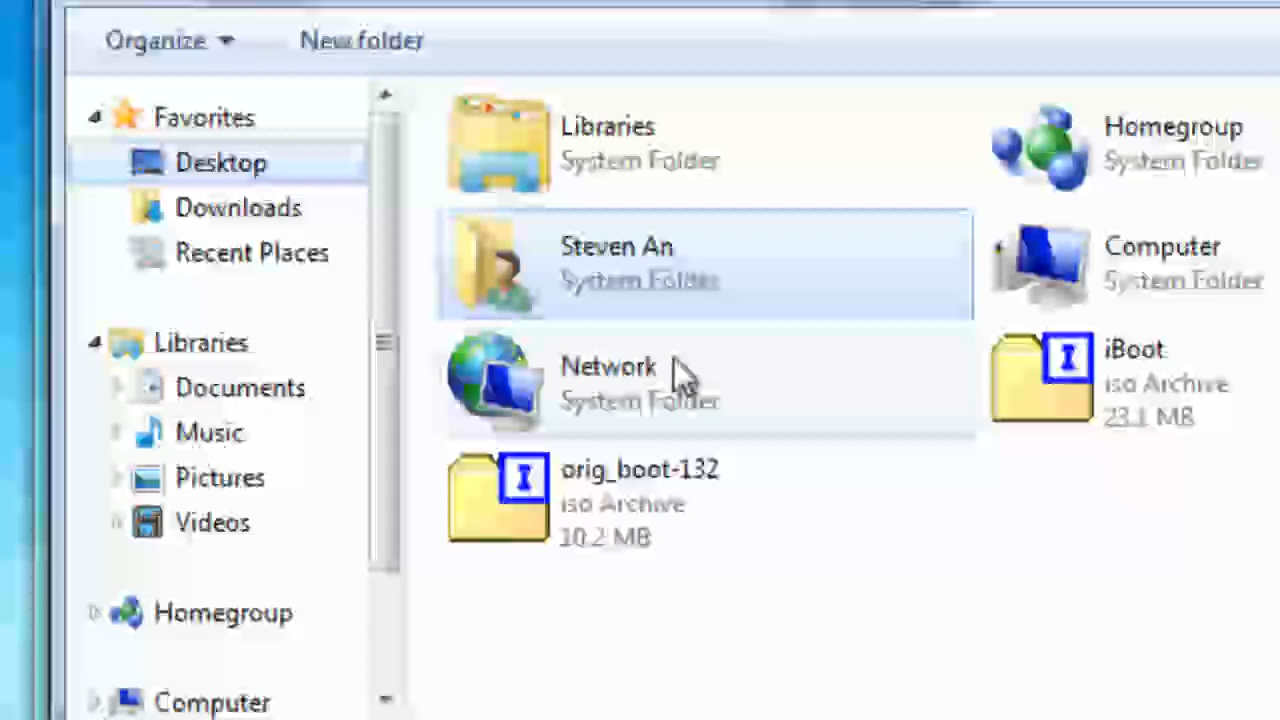 Organize
New folder
Favorites
Desktop
Downloads
Recent Places
Libraries
Documents
Music
Pictures
Videos
Homegroup
Computer
Libraries
System Folder
Homegroup
System Folder
Steven An
System Folder
Computer
System Folder
Network
System Folder
I
iBoot
iso Archive
23.1 MB
I
orig_boot-132
iso Archive
10.2 MB